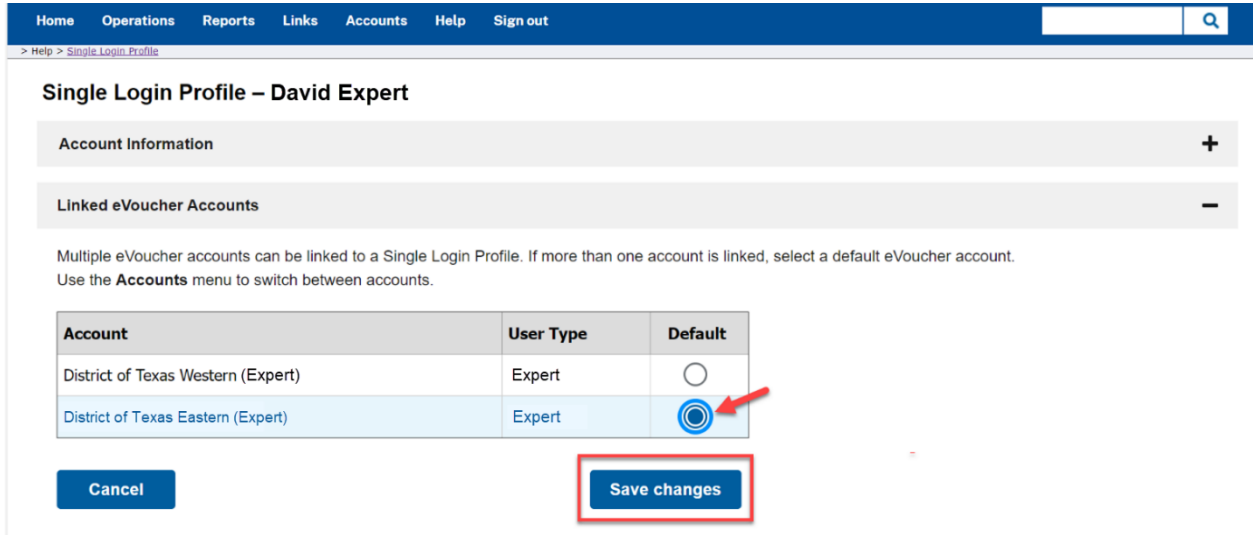 Home Operations Reports Links Accounts Help Sign out
> Help > Single Login Profile
Single Login Profile – David Expert
Account Information
Linked eVoucher Accounts
Multiple eVoucher accounts can be linked to a Single Login Profile. If more than one account is linked, select a default eVoucher account.
Use the Accounts menu to switch between accounts.
Account User Type Default
District of Texas Western (Expert) Expert
District of Texas Eastern (Expert) Expert
Cancel Save changes